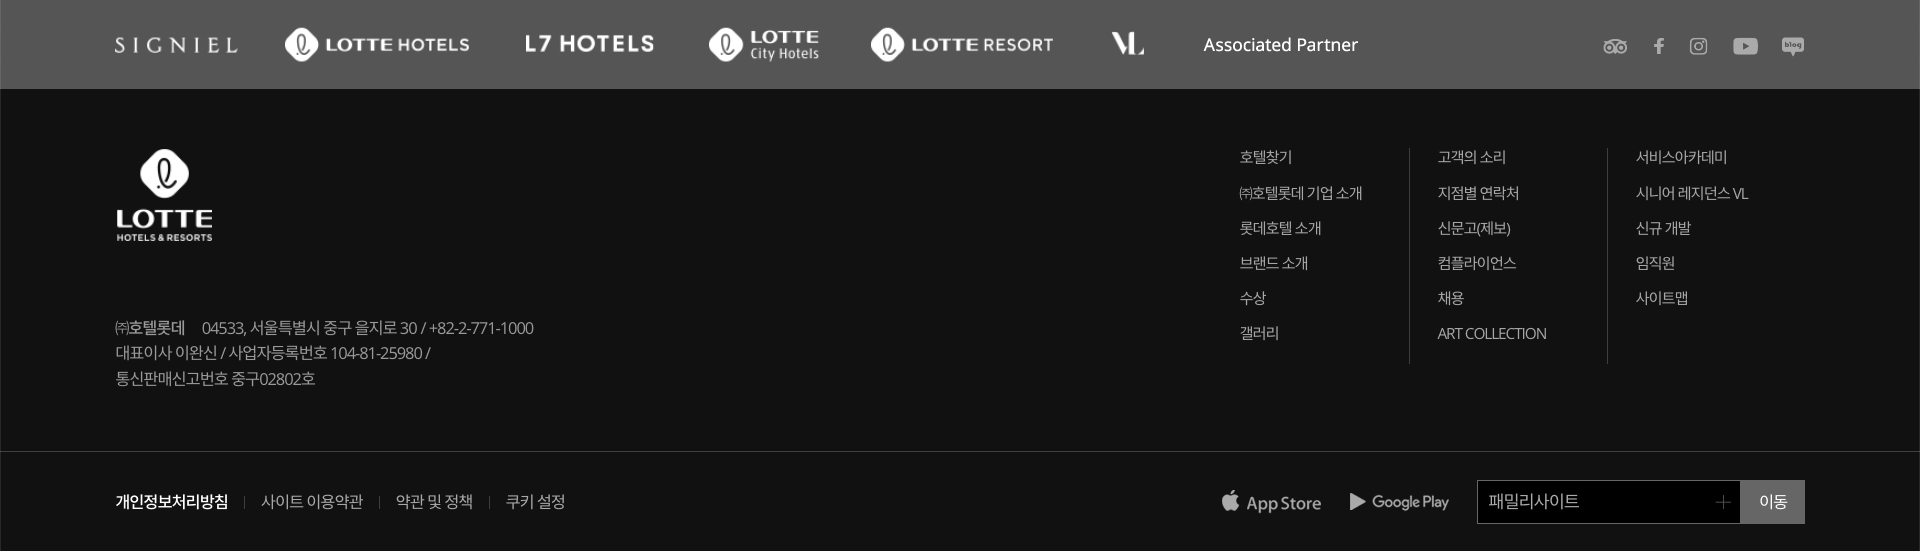 SIGNIEL
LOTTE HOTELS
L7 HOTELS
LOTTE
City Hotels
LOTTE RESORT
VL
Associated Partner
blog
LOTTE
HOTELS & RESORTS
㈜호텔롯데 04533, 서울특별시 중구 을지로 30 / +82-2-771-1000
대표이사 이완신 / 사업자등록번호 104-81-25980 /
통신판매신고번호 중구02802호
호텔찾기
㈜호텔롯데 기업 소개
롯데호텔 소개
브랜드 소개
수상
갤러리
고객의 소리
지점별 연락처
신문고(제보)
컴플라이언스
채용
ART COLLECTION
서비스아카데미
시니어 레지던스 VL
신규 개발
임직원
사이트맵
개인정보처리방침
사이트 이용약관
약관 및 정책
쿠키 설정
App Store
Google Play
패밀리사이트
이동